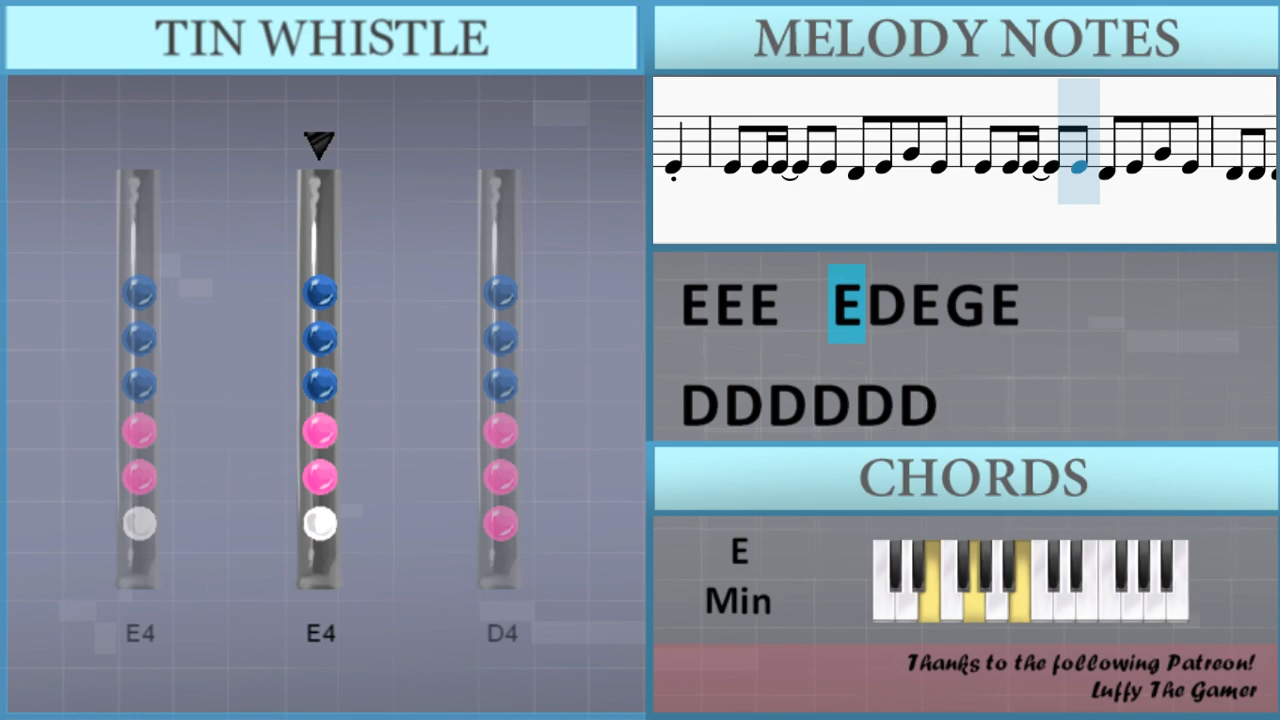 TIN WHISTLE
E4
E4
D4
MELODY NOTES
EEE EDEGE
DDDDDD
CHORDS
E
Min
Thanks to the following Patreon!
Luffy The Gamer